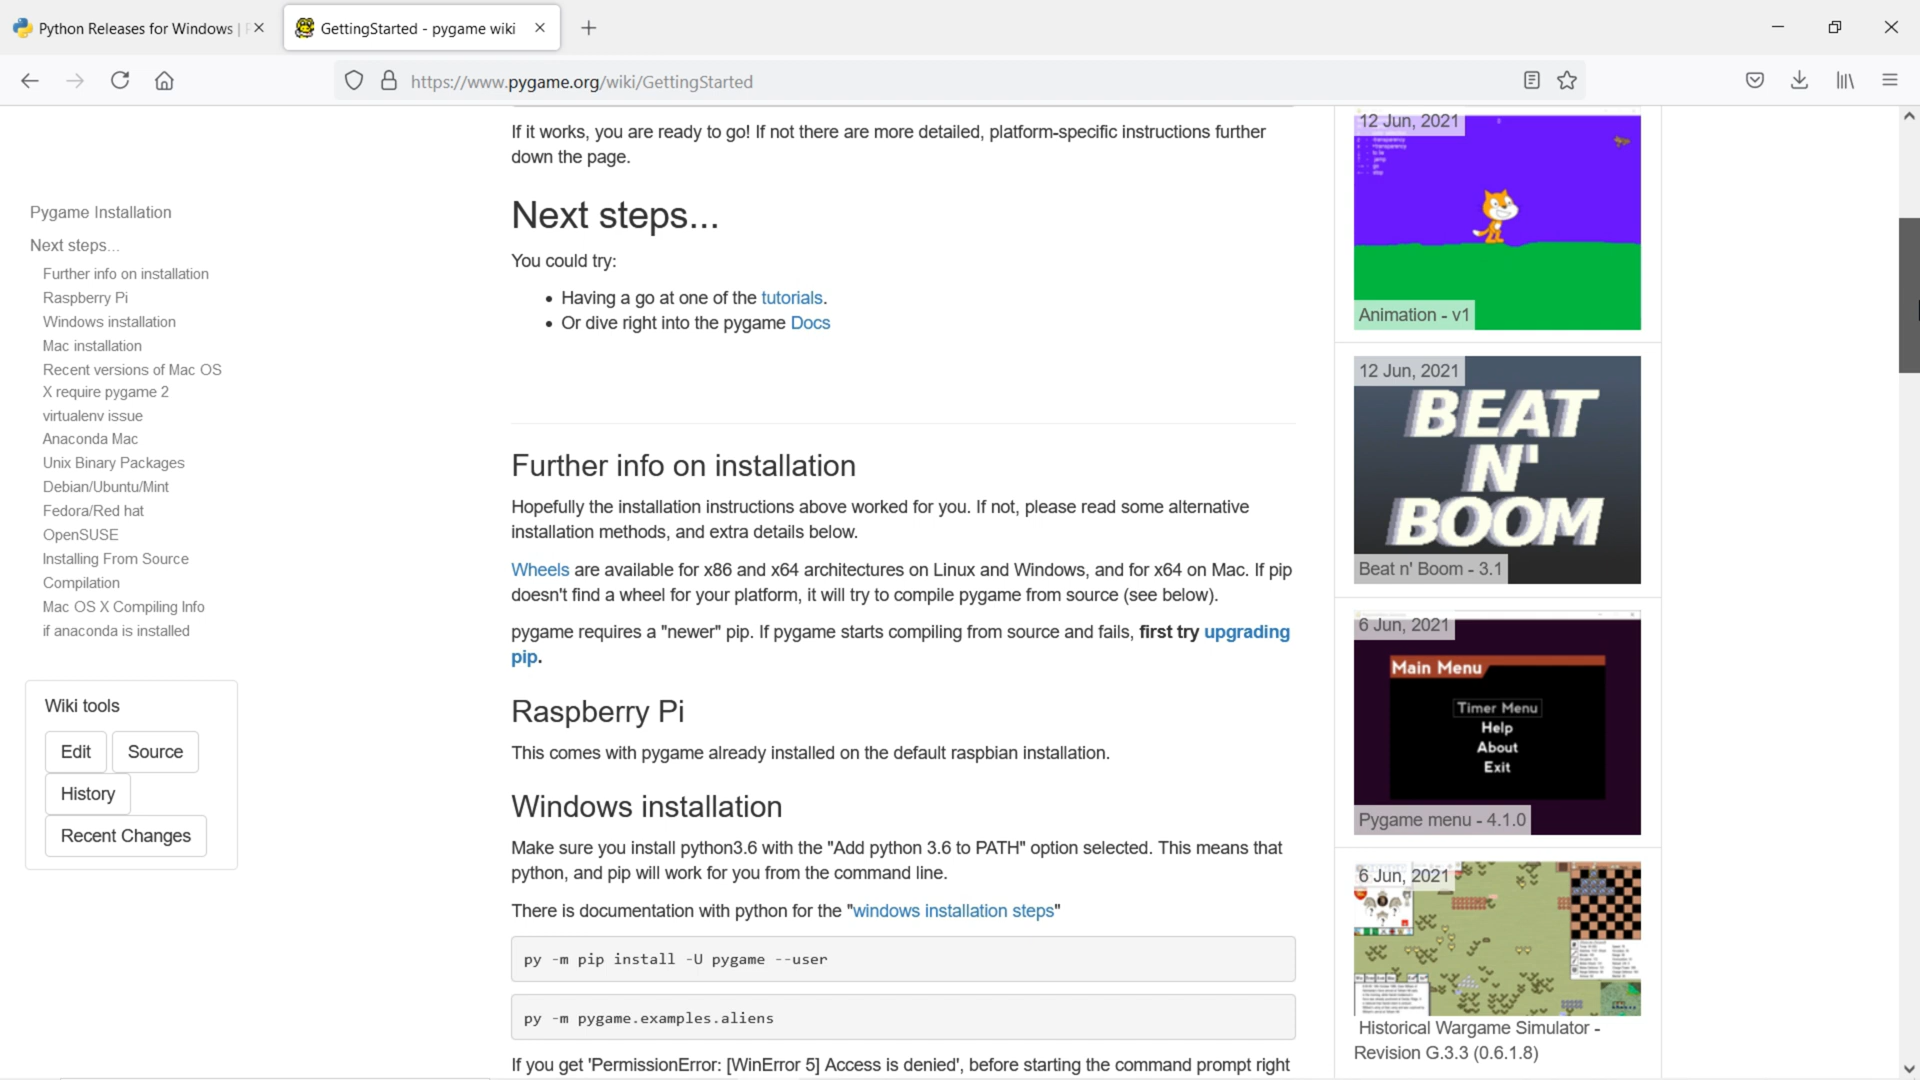 Python Releases for Windows |
GettingStarted - pygame wiki
https://www.pygame.org/wiki/GettingStarted
Pygame Installation
Next steps...
Further info on installation
Raspberry Pi
Windows installation
Mac installation
Recent versions of Mac OS
X require pygame 2
virtualenv issue
Anaconda Mac
Unix Binary Packages
Debian/Ubuntu/Mint
Fedora/Red hat
OpenSUSE
Installing From Source
Compilation
Mac OS X Compiling Info
if anaconda is installed
Wiki tools
Edit
Source
History
Recent Changes
If it works, you are ready to go! If not there are more detailed, platform-specific instructions further
down the page.
Next steps...
You could try:
• Having a go at one of the tutorials.
• Or dive right into the pygame Docs
Further info on installation
Hopefully the installation instructions above worked for you. If not, please read some alternative
installation methods, and extra details below.
Wheels are available for x86 and x64 architectures on Linux and Windows, and for x64 on Mac. If pip
doesn't find a wheel for your platform, it will try to compile pygame from source (see below).
pygame requires a "newer" pip. If pygame starts compiling from source and fails, first try upgrading
pip.
Raspberry Pi
This comes with pygame already installed on the default raspbian installation.
Windows installation
Make sure you install python3.6 with the "Add python 3.6 to PATH" option selected. This means that
python, and pip will work for you from the command line.
There is documentation with python for the "windows installation steps"
py -m pip install -U pygame --user
py -m pygame.examples.aliens
If you get 'PermissionError: [WinError 5] Access is denied', before starting the command prompt right
12 Jun, 2021
Animation - v1
12 Jun, 2021
BEAT
N'
BOOM
Beat n' Boom - 3.1
6 Jun, 2021
Main Menu
Timer Menu
Help
About
Exit
Pygame menu - 4.1.0
6 Jun, 2021
Historical Wargame Simulator -
Revision G.3.3 (0.6.1.8)